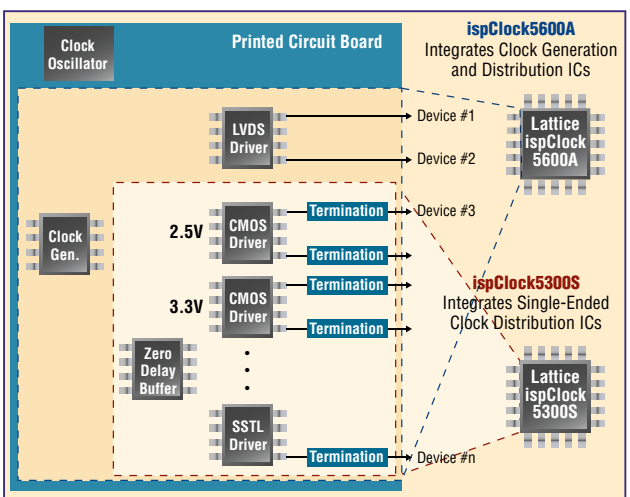 Clock
Oscillator
Printed Circuit Board
ispClock5600A
Integrates Clock Generation
and Distribution ICs
LVDS
Driver
Device #1
Device #2
Lattice
ispClock
5600A
Clock
Gen.
2.5V
CMOS
Driver
Termination
Device #3
Termination
3.3V
CMOS
Driver
Termination
Termination
ispClock5300S
Integrates Single-Ended
Clock Distribution ICs
Zero
Delay
Buffer
SSTL
Driver
Termination
Device #n
Lattice
ispClock
5300S